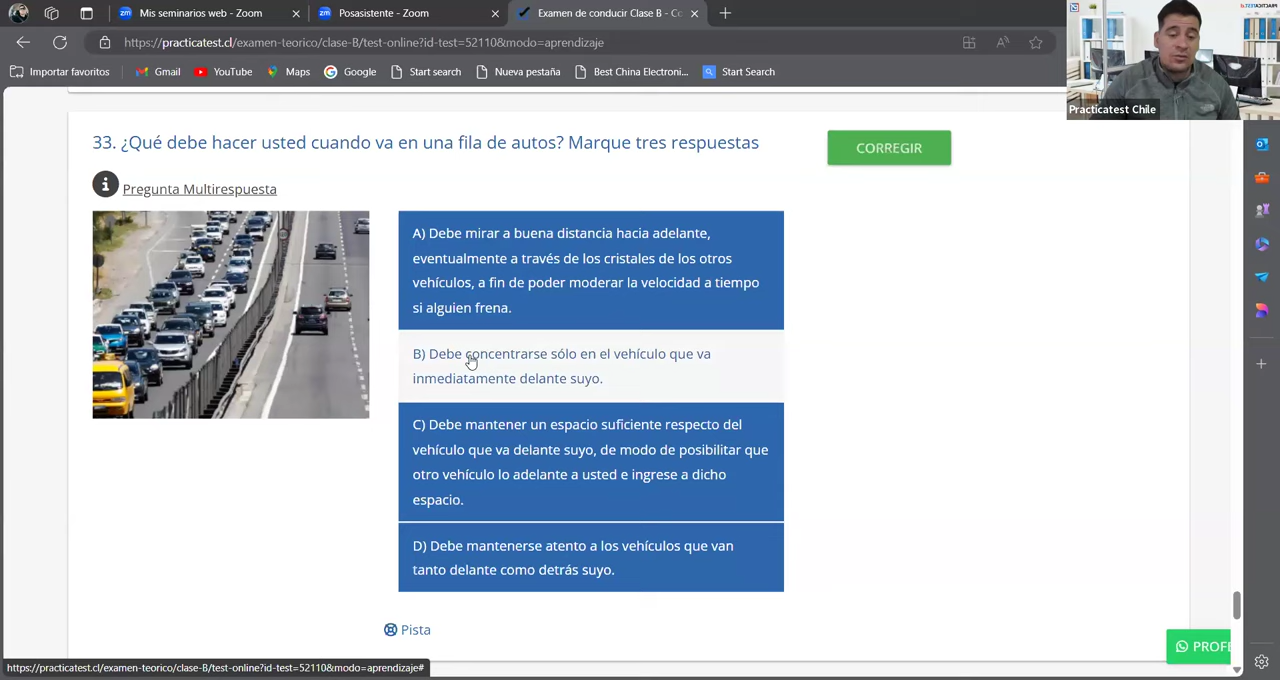 Mis seminarios web - Zoom
Posasistente - Zoom
Examen de conducir Clase B - Co
https://practicatest.cl/examen-teorico/clase-B/test-online?id-test=52110&modo=aprendizaje
Importar favoritos
Gmail
YouTube
Maps
Google
Start search
Nueva pestaña
Best China Electroni...
Start Search
Practicatest Chile
33. ¿Qué debe hacer usted cuando va en una fila de autos? Marque tres respuestas
CORREGIR
Pregunta Multirespuesta
A) Debe mirar a buena distancia hacia adelante,
eventualmente a través de los cristales de los otros
vehículos, a fin de poder moderar la velocidad a tiempo
si alguien frena.
B) Debe concentrarse sólo en el vehículo que va
inmediatamente delante suyo.
C) Debe mantener un espacio suficiente respecto del
vehículo que va delante suyo, de modo de posibilitar que
otro vehículo lo adelante a usted e ingrese a dicho
espacio.
D) Debe mantenerse atento a los vehículos que van
tanto delante como detrás suyo.
Pista
PROFE
https://practicatest.cl/examen-teorico/clase-B/test-online?id-test=52110&modo=aprendizaje#